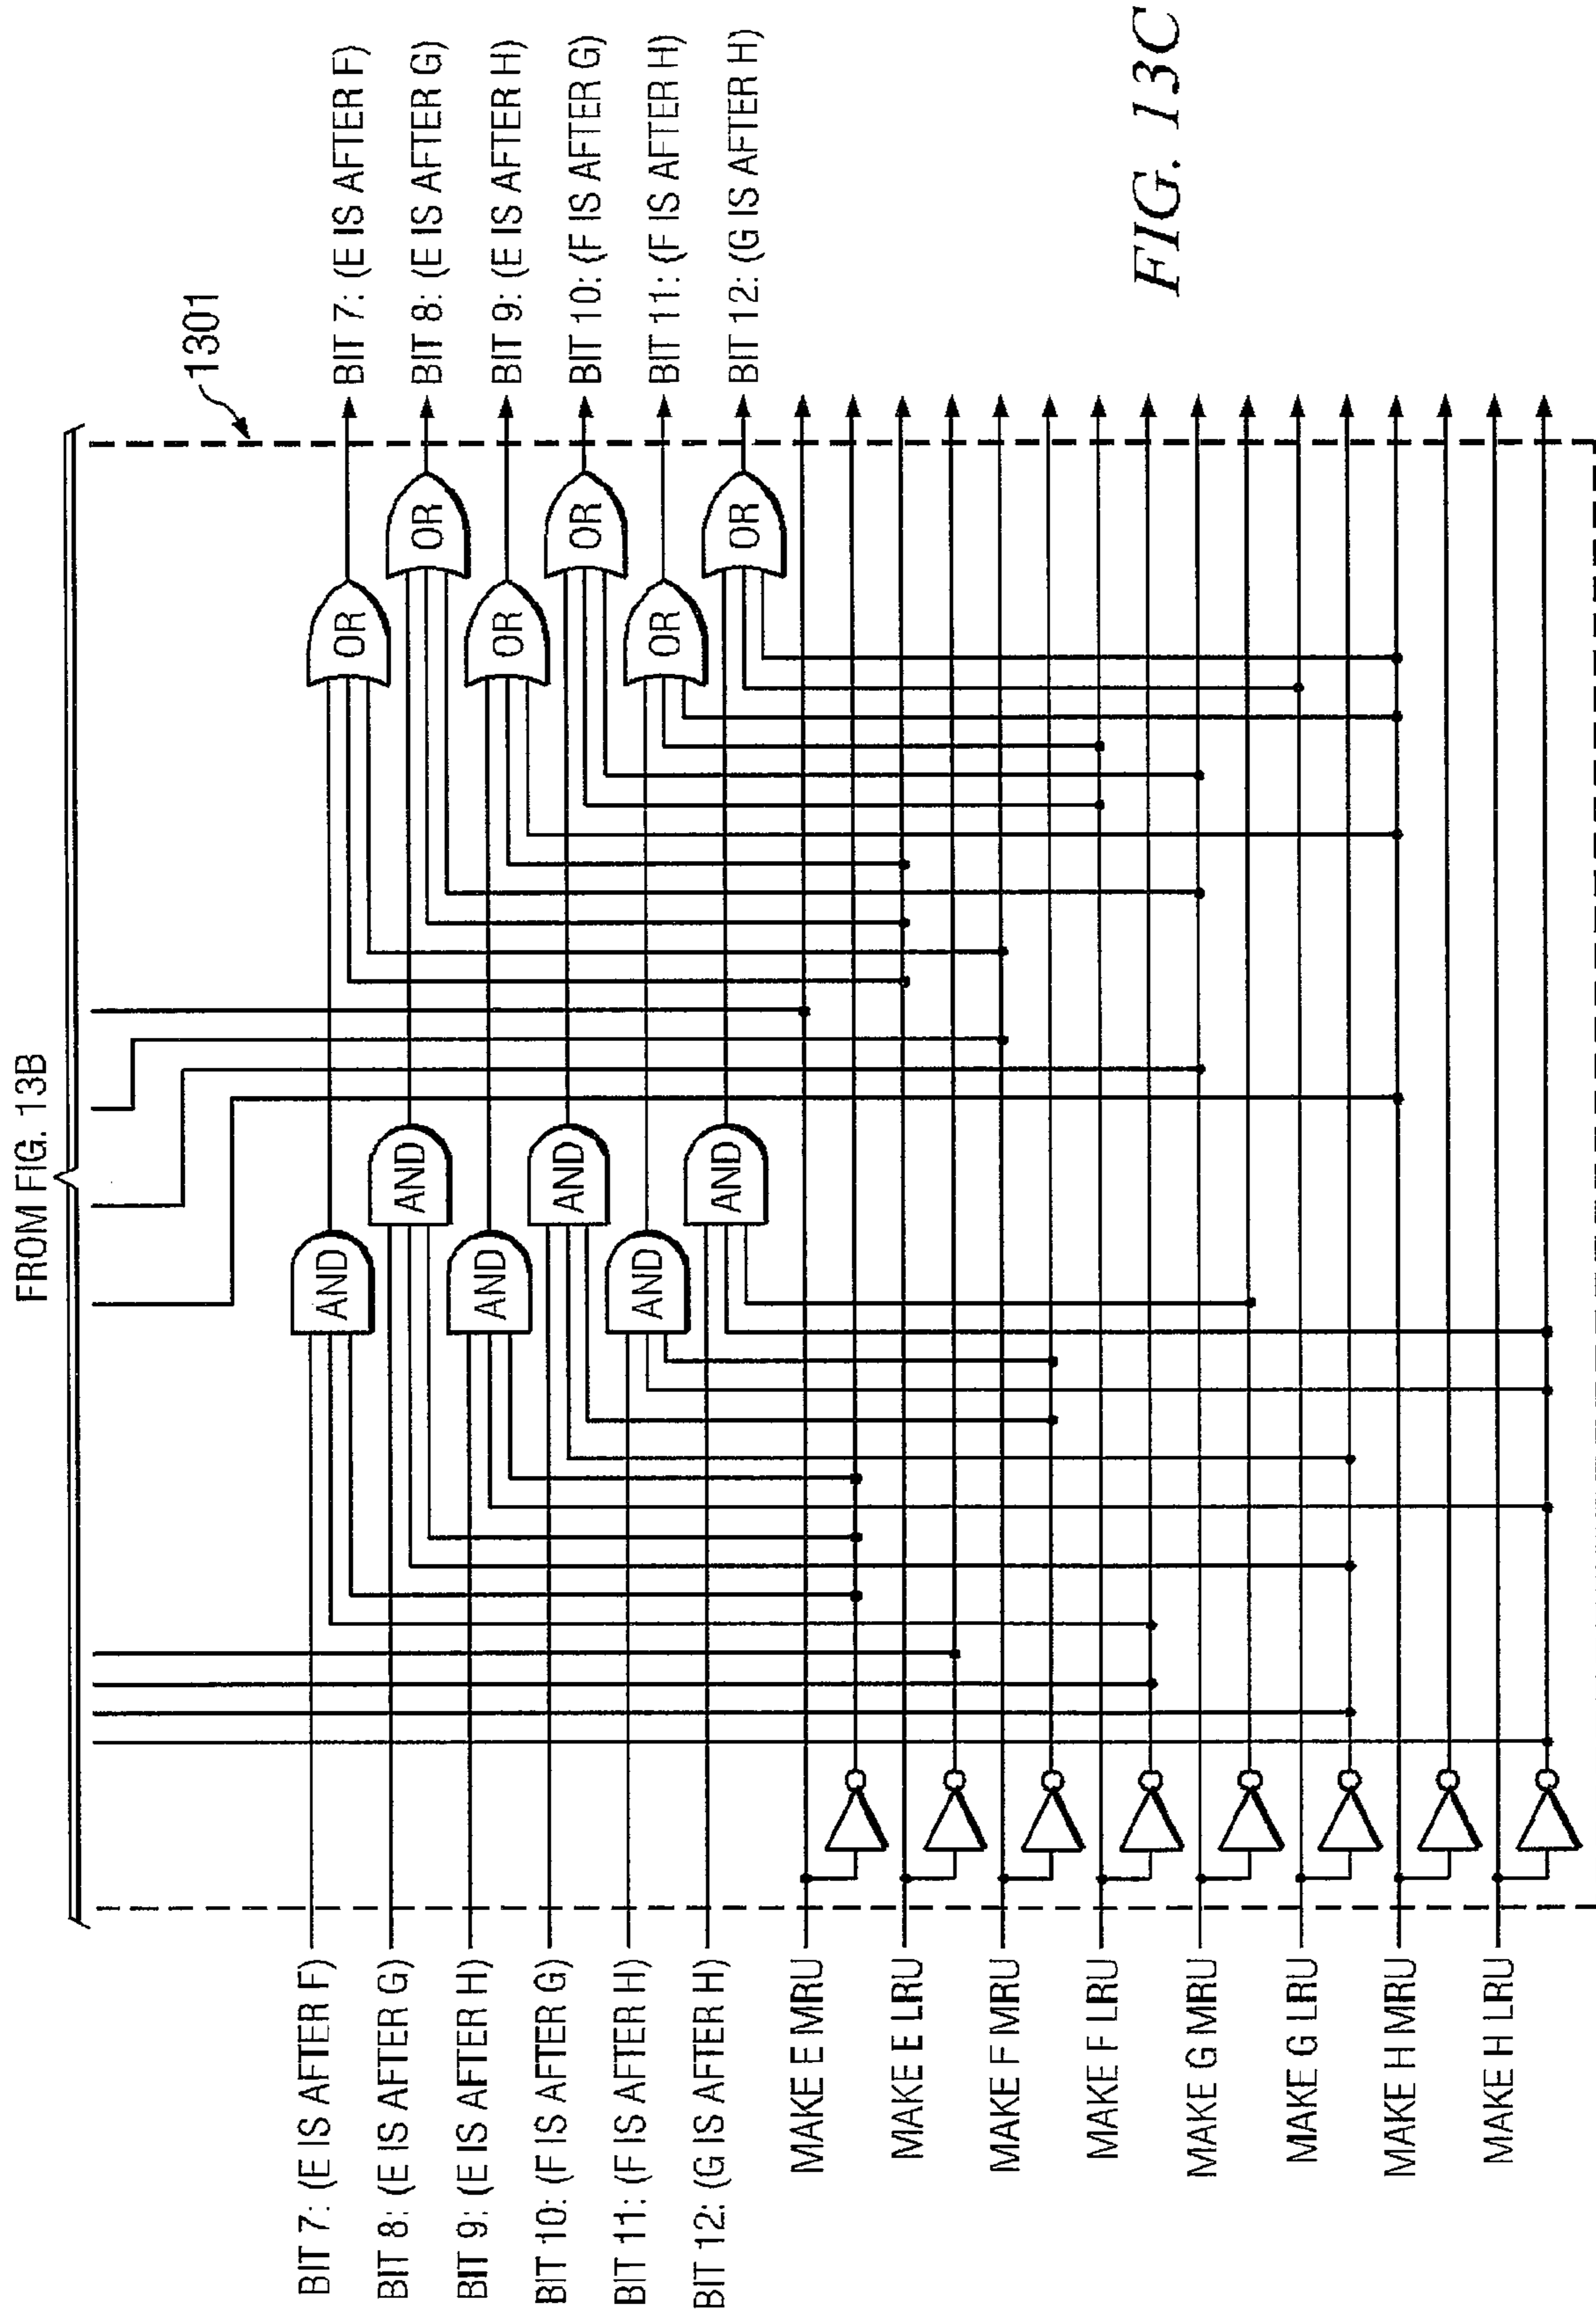 FROM FIG. 13B
1301
BIT 7: (E IS AFTER F)
BIT 8: (E IS AFTER G)
BIT 9: (E IS AFTER H)
BIT 10: (F IS AFTER G)
BIT 11: (F IS AFTER H)
BIT 12: (G IS AFTER H)
MAKE E MRU
MAKE E LRU
MAKE F MRU
MAKE F LRU
MAKE G MRU
MAKE G LRU
MAKE H MRU
MAKE H LRU
AND
AND
AND
AND
AND
AND
OR
OR
OR
OR
OR
OR
BIT 7: (E IS AFTER F)
BIT 8: (E IS AFTER G)
BIT 9: (E IS AFTER H)
BIT 10: (F IS AFTER G)
BIT 11: (F IS AFTER H)
BIT 12: (G IS AFTER H)
FIG. 13C